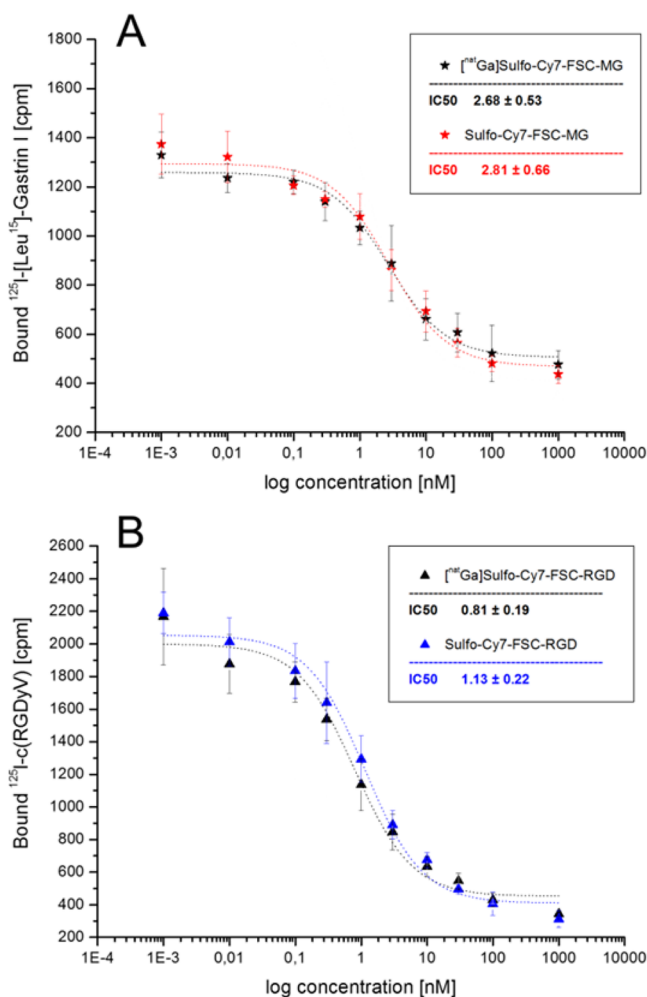 A
1800
1600
1400
1200
1000
800
600
400
200
Bound ¹²⁵I-[Leu¹⁵]-Gastrin I [cpm]
[ⁿᵃᵗGa]Sulfo-Cy7-FSC-MG
IC50 2.68 ± 0.53
Sulfo-Cy7-FSC-MG
IC50 2.81 ± 0.66
1E-4 1E-3 0,01 0,1 1 10 100 1000 10000
log concentration [nM]
B
2600
2400
2200
2000
1800
1600
1400
1200
1000
800
600
400
200
Bound ¹²⁵I-c(RGDyV) [cpm]
[ⁿᵃᵗGa]Sulfo-Cy7-FSC-RGD
IC50 0.81 ± 0.19
Sulfo-Cy7-FSC-RGD
IC50 1.13 ± 0.22
1E-4 1E-3 0,01 0,1 1 10 100 1000 10000
log concentration [nM]